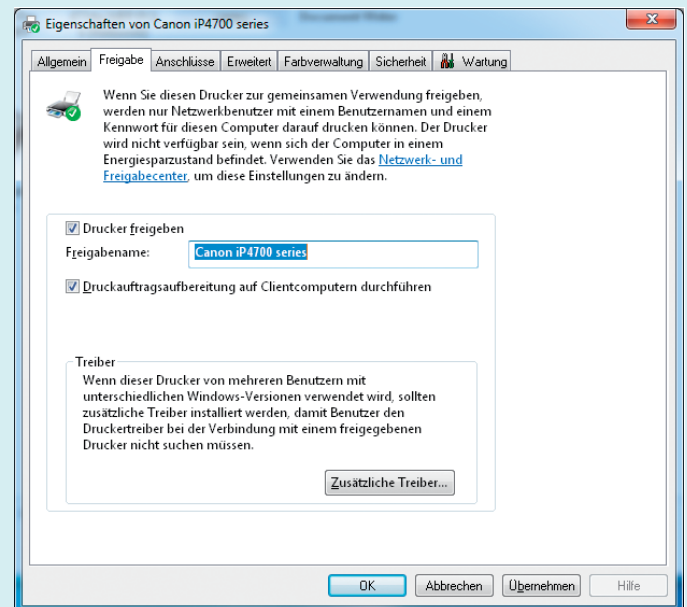 Eigenschaften von Canon iP4700 series
Allgemein Freigabe Anschlüsse Erweitert Farbverwaltung Sicherheit Wartung
Wenn Sie diesen Drucker zur gemeinsamen Verwendung freigeben,
werden nur Netzwerkbenutzer mit einem Benutzernamen und einem
Kennwort für diesen Computer darauf drucken können. Der Drucker
wird nicht verfügbar sein, wenn sich der Computer in einem
Energiesparzustand befindet. Verwenden Sie das Netzwerk- und
Freigabecenter, um diese Einstellungen zu ändern.
Drucker freigeben
Freigabename: Canon iP4700 series
Druckauftragsaufbereitung auf Clientcomputern durchführen
Treiber
Wenn dieser Drucker von mehreren Benutzern mit
unterschiedlichen Windows-Versionen verwendet wird, sollten
zusätzliche Treiber installiert werden, damit Benutzer den
Druckertreiber bei der Verbindung mit einem freigegebenen
Drucker nicht suchen müssen.
Zusätzliche Treiber...
OK Abbrechen Übernehmen Hilfe